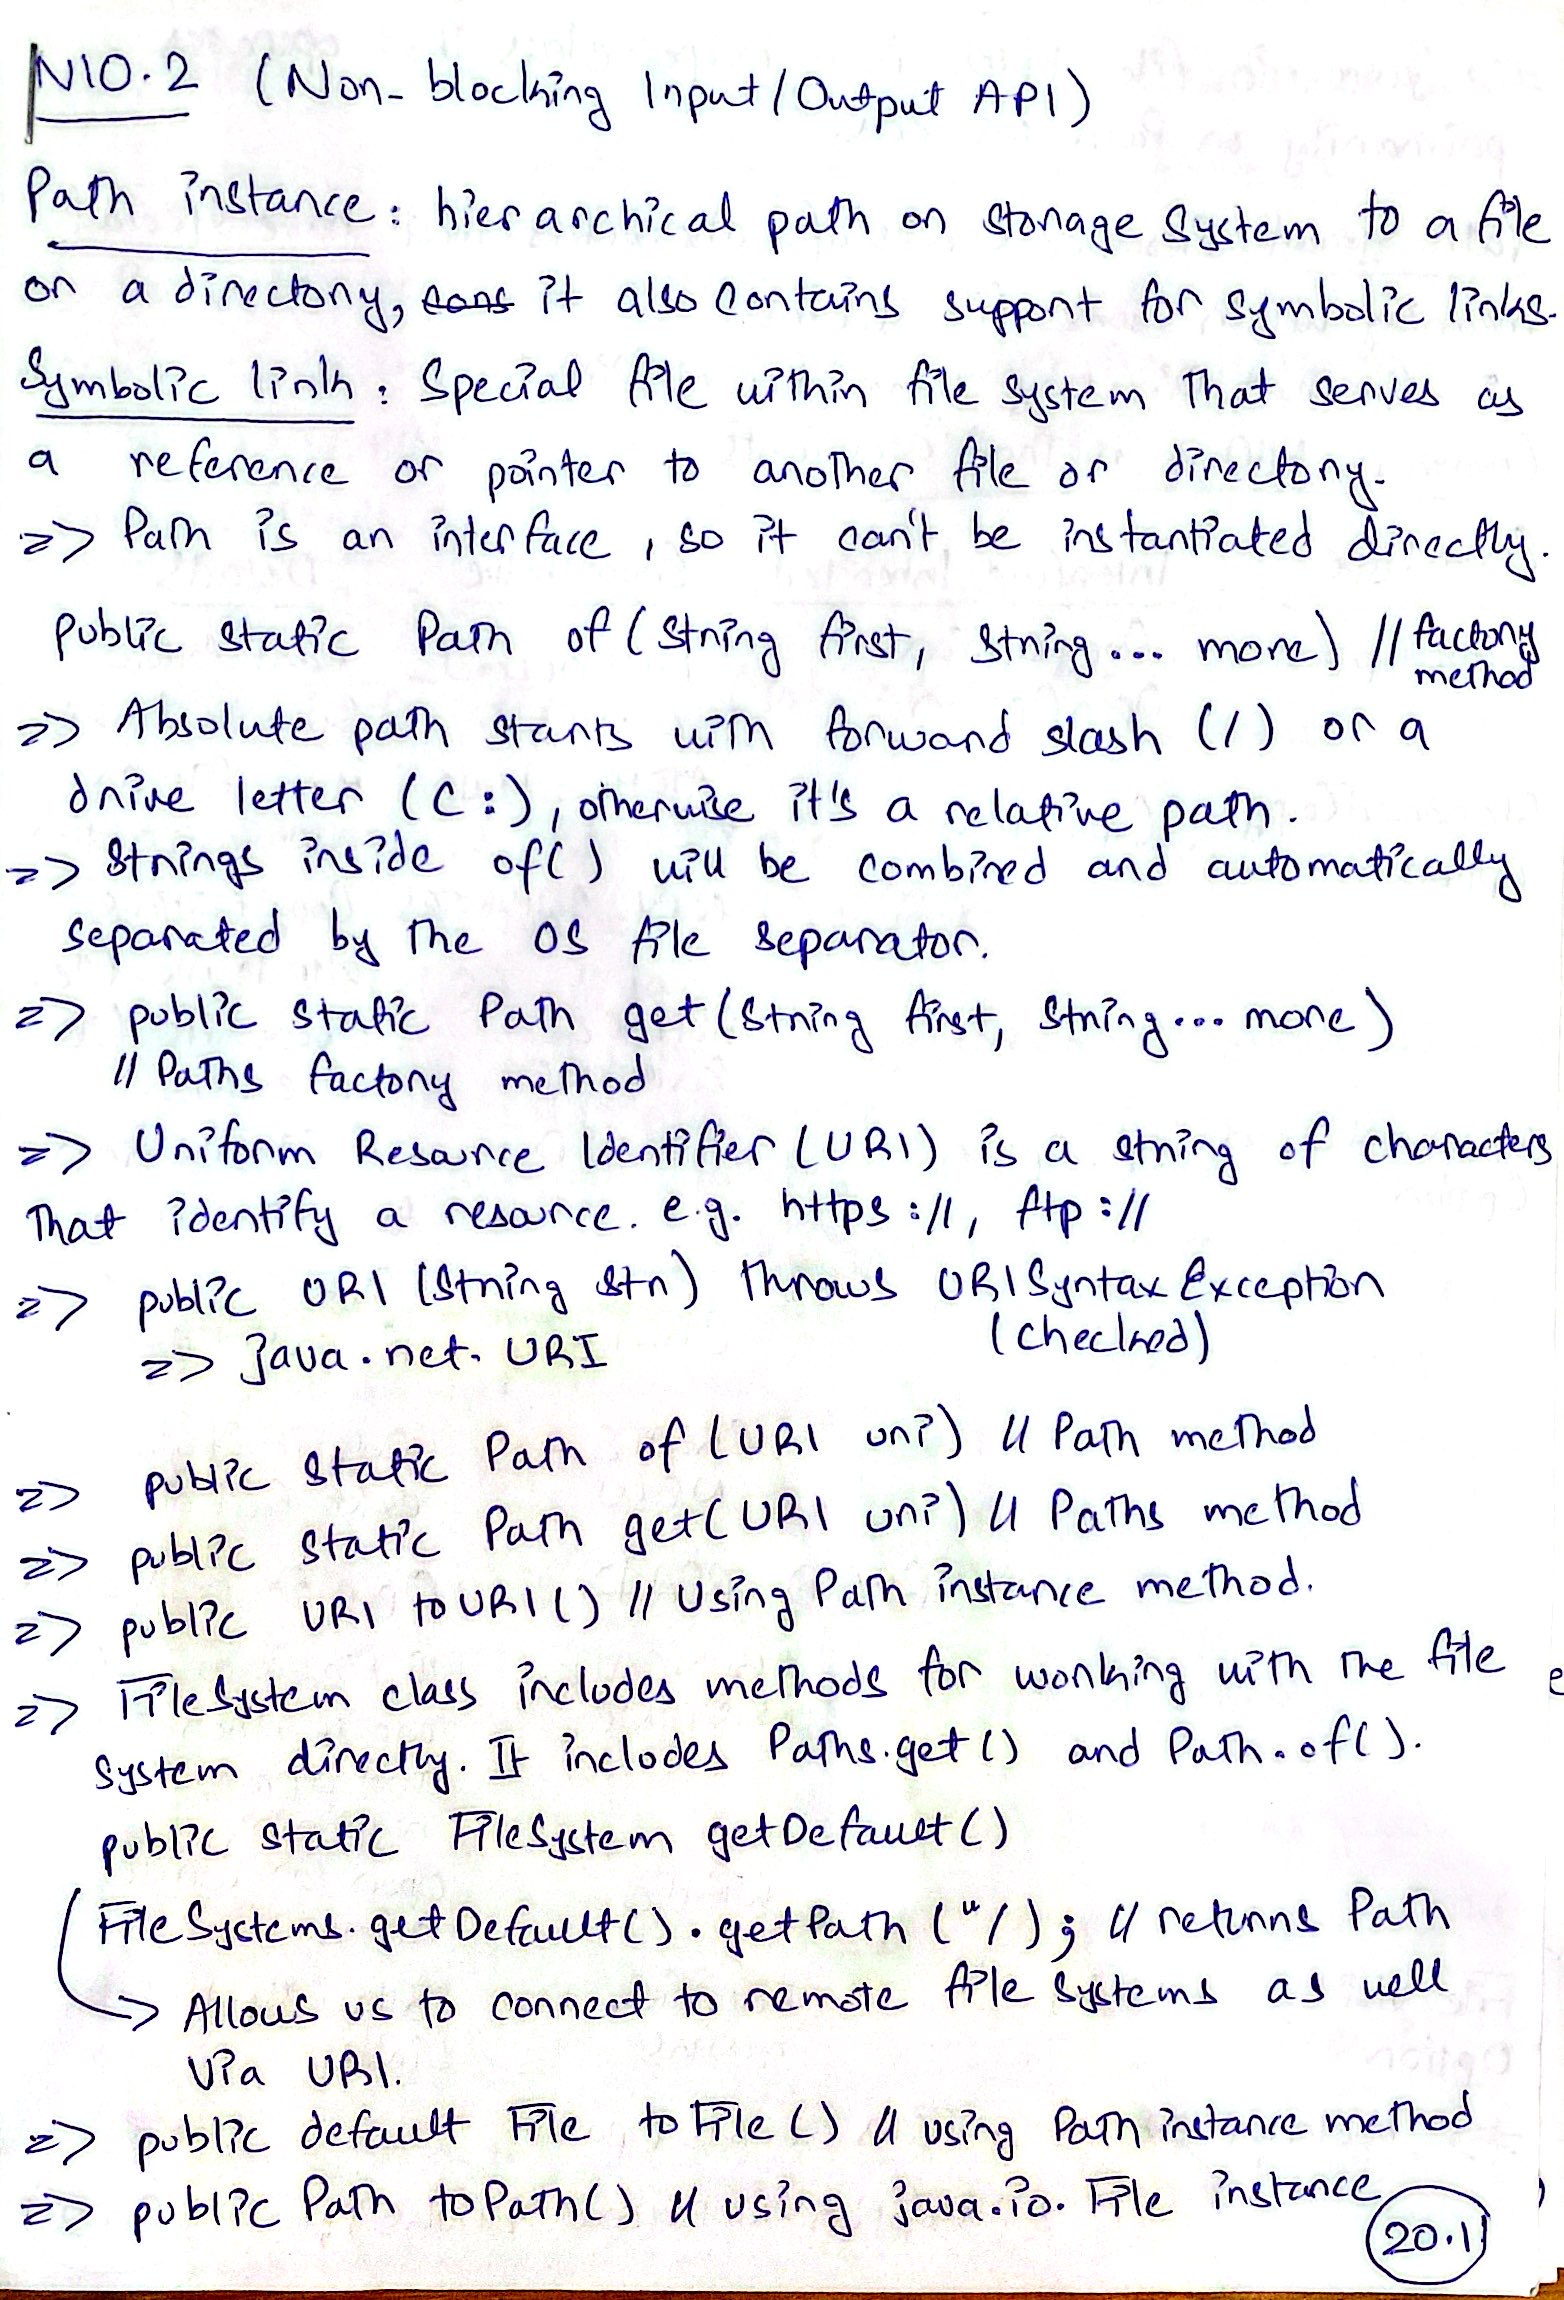 NIO.2 (Non-blocking Input/Output API)
Path instance: hierarchical path on storage system to a file
or a directory, cons it also contains support for symbolic links.
Symbolic link: Special file within file system that serves as
a reference or pointer to another file or directory.
=> Path is an interface, so it can't be instantiated directly.
public static Path of (String first, String... more) // factory
method
=> Absolute path starts with forward slash (/) or a
drive letter (C:), otherwise it's a relative path.
=> Strings inside of() will be combined and automatically
separated by the OS file separator.
=> public static Path get (String first, String... more)
// Paths factory method
=> Uniform Resource Identifier (URI) is a string of characters
that identify a resource. e.g. https://, ftp://
=> public URI (String str) throws URISyntaxException
(checked)
=> java.net.URI
=> public static Path of (URI uri) // Path method
=> public static Path get(URI uri) // Paths method
=> public URI toURI() // Using Path instance method.
=> FileSystem class includes methods for working with the file
system directly. It includes Paths.get() and Path.of().
public static FileSystem getDefault()
FileSystems.getDefault().getPath("/); // returns Path
-> Allows us to connect to remote file systems as well
via URI.
=> public default File toFile() // using Path instance method
=> public Path toPath() // using java.io.File instance
20.1